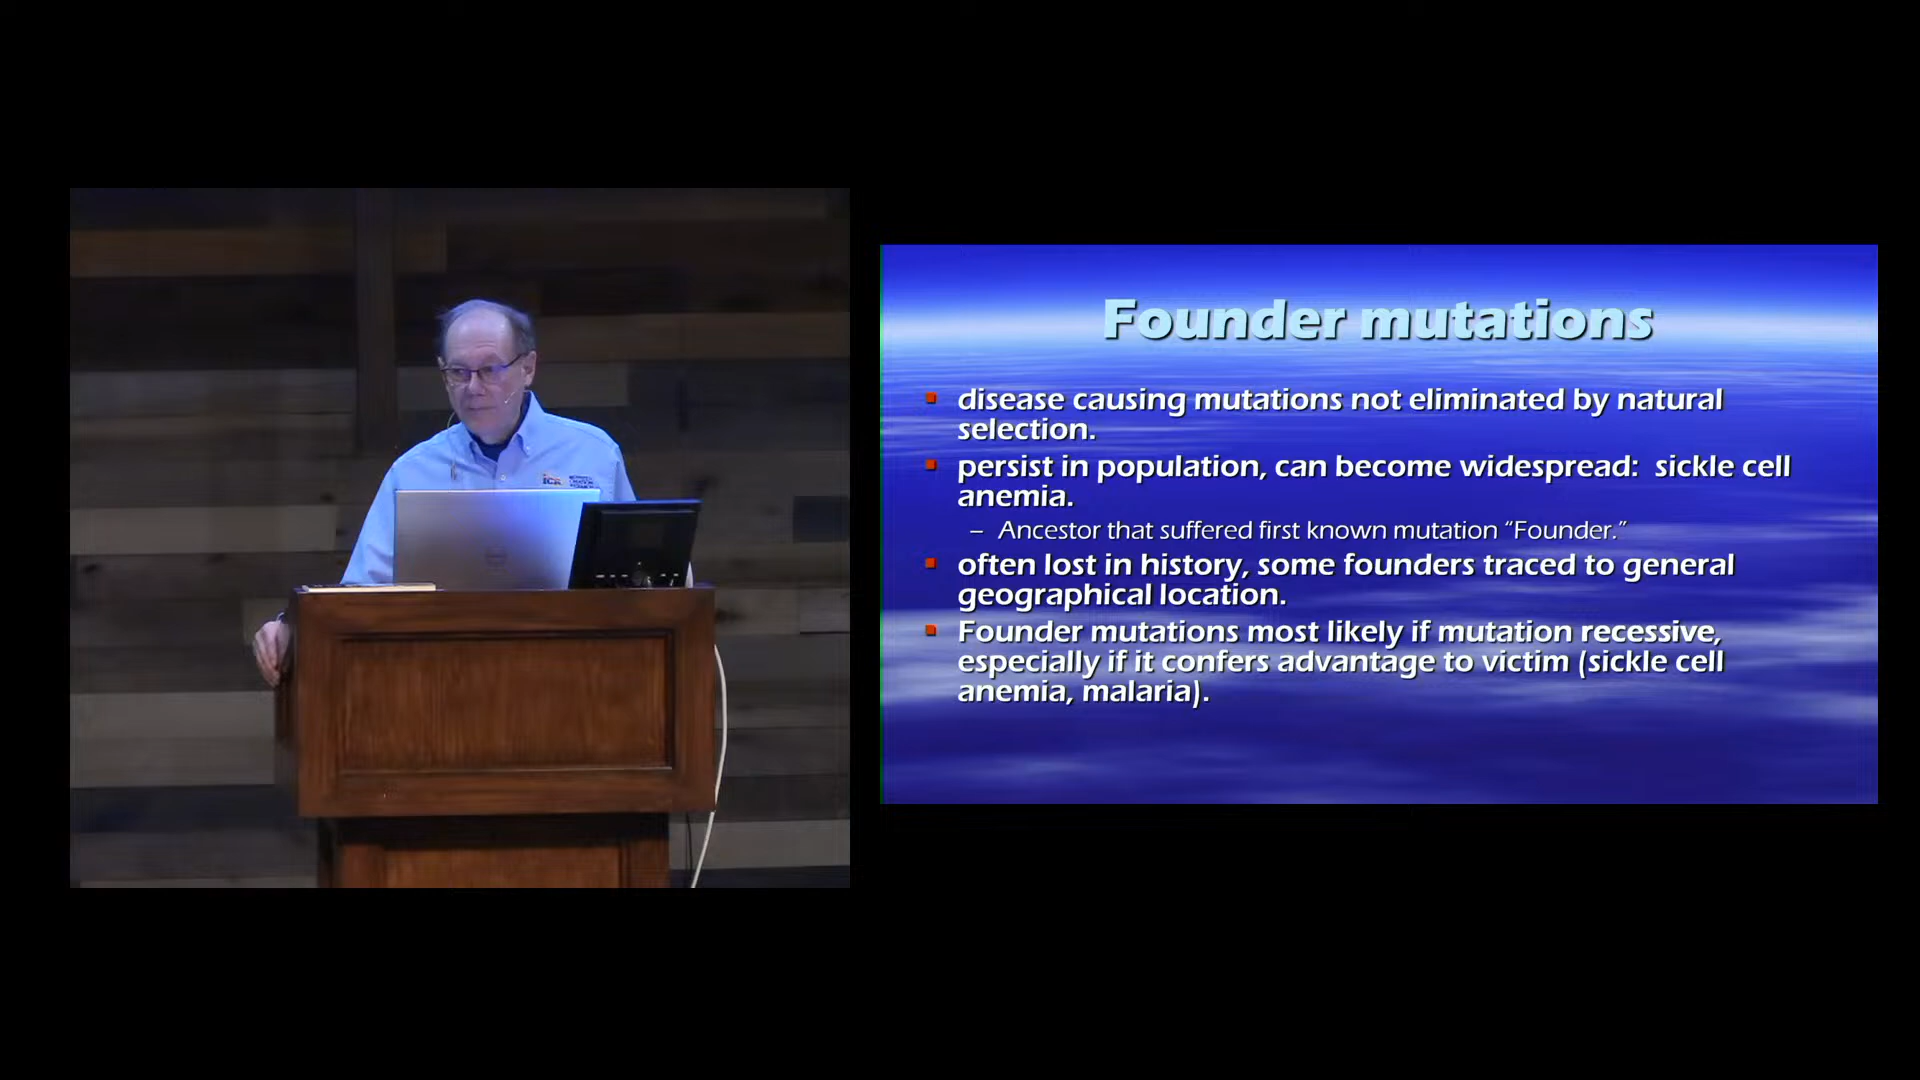 ICR
Founder mutations
disease causing mutations not eliminated by natural
selection.
persist in population, can become widespread:  sickle cell
anemia.
– Ancestor that suffered first known mutation “Founder.”
often lost in history, some founders traced to general
geographical location.
Founder mutations most likely if mutation recessive,
especially if it confers advantage to victim (sickle cell
anemia, malaria).